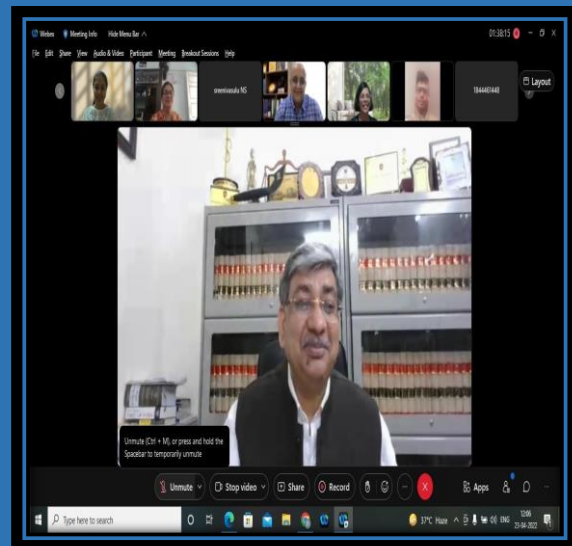 Webex Meeting Info Hide Menu Bar 01:38:15
File Edit Share View Audio & Video Participant Meeting Breakout Sessions Help
sreenivasulu NS
1844461440
Layout
Unmute (Ctrl + M), or press and hold the
Spacebar to temporarily unmute
Unmute Stop video Share Record Apps
Type here to search 37°C Haze ENG 12:06
23-04-2022